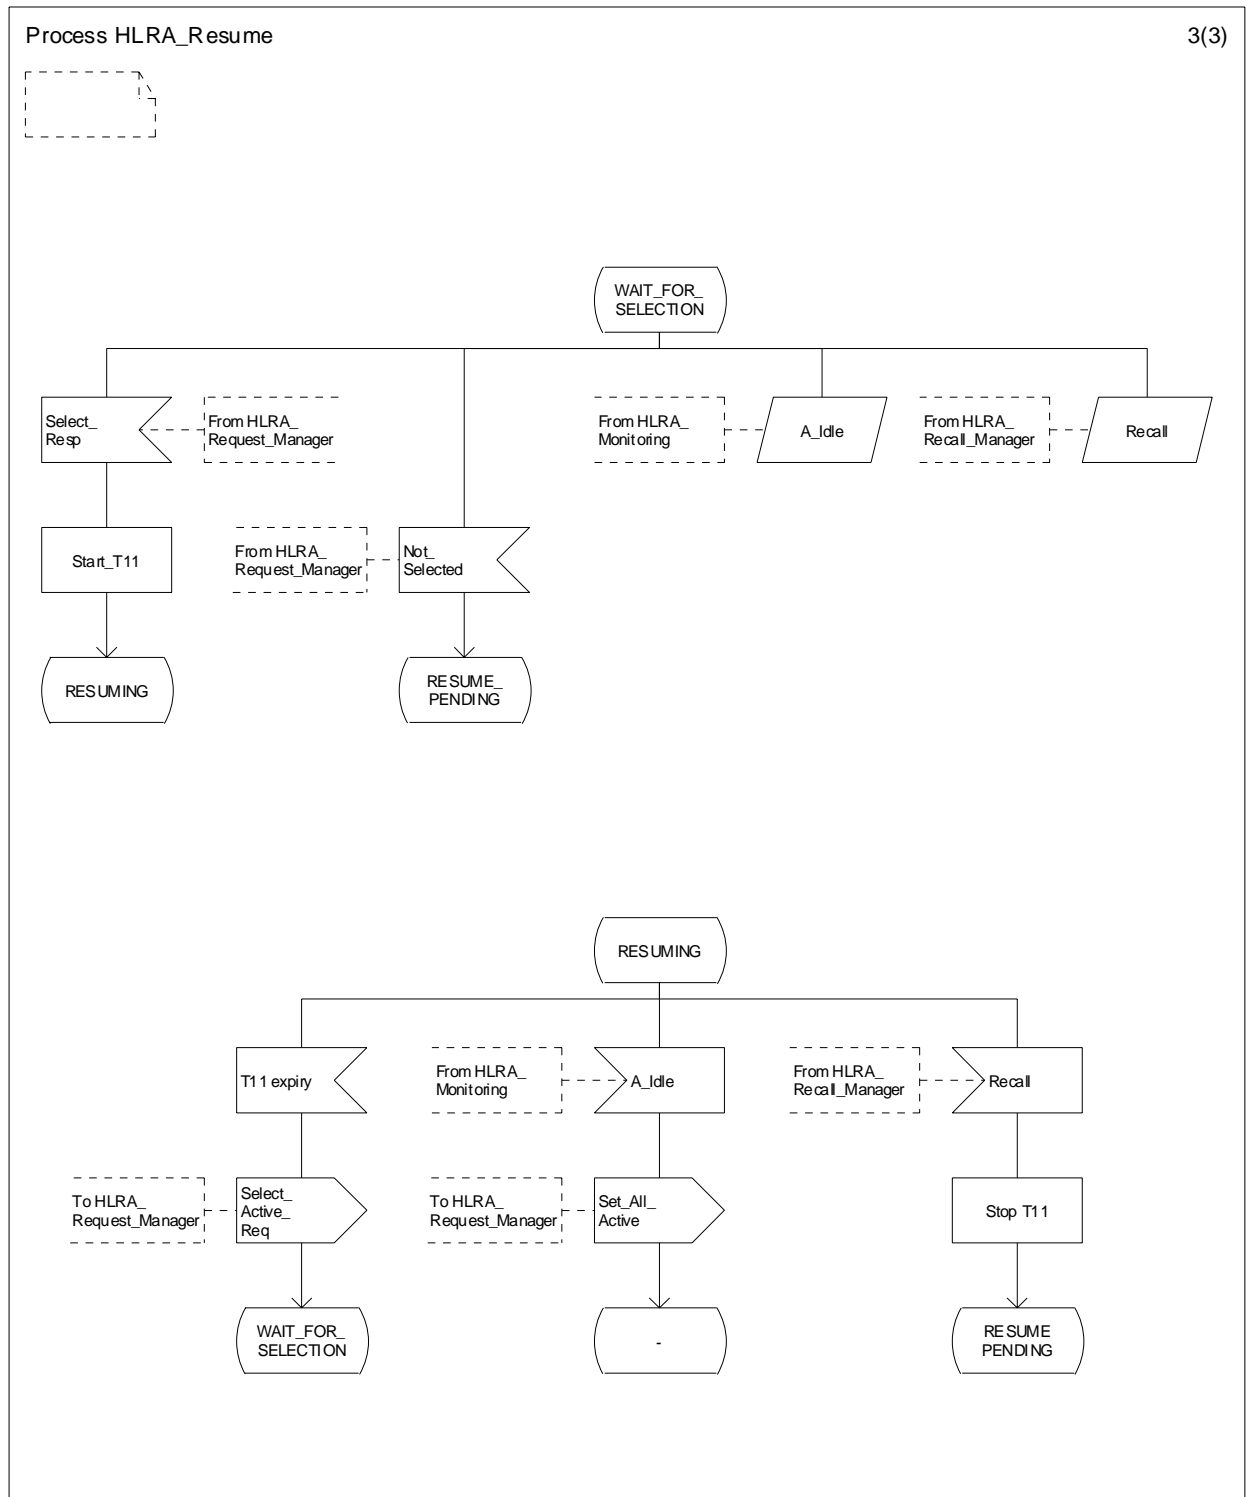 Process HLRA_Resume
3(3)
WAIT_FOR_
SELECTION
Select_
Resp
From HLRA_
Request_Manager
From HLRA_
Monitoring
A_Idle
From HLRA_
Recall_Manager
Recall
Start_T11
From HLRA_
Request_Manager
Not_
Selected
RESUMING
RESUME_
PENDING
RESUMING
T11 expiry
From HLRA_
Monitoring
A_Idle
From HLRA_
Recall_Manager
Recall
To HLRA_
Request_Manager
Select_
Active_
Req
To HLRA_
Request_Manager
Set_All_
Active
Stop T11
WAIT_FOR_
SELECTION
-
RESUME
PENDING